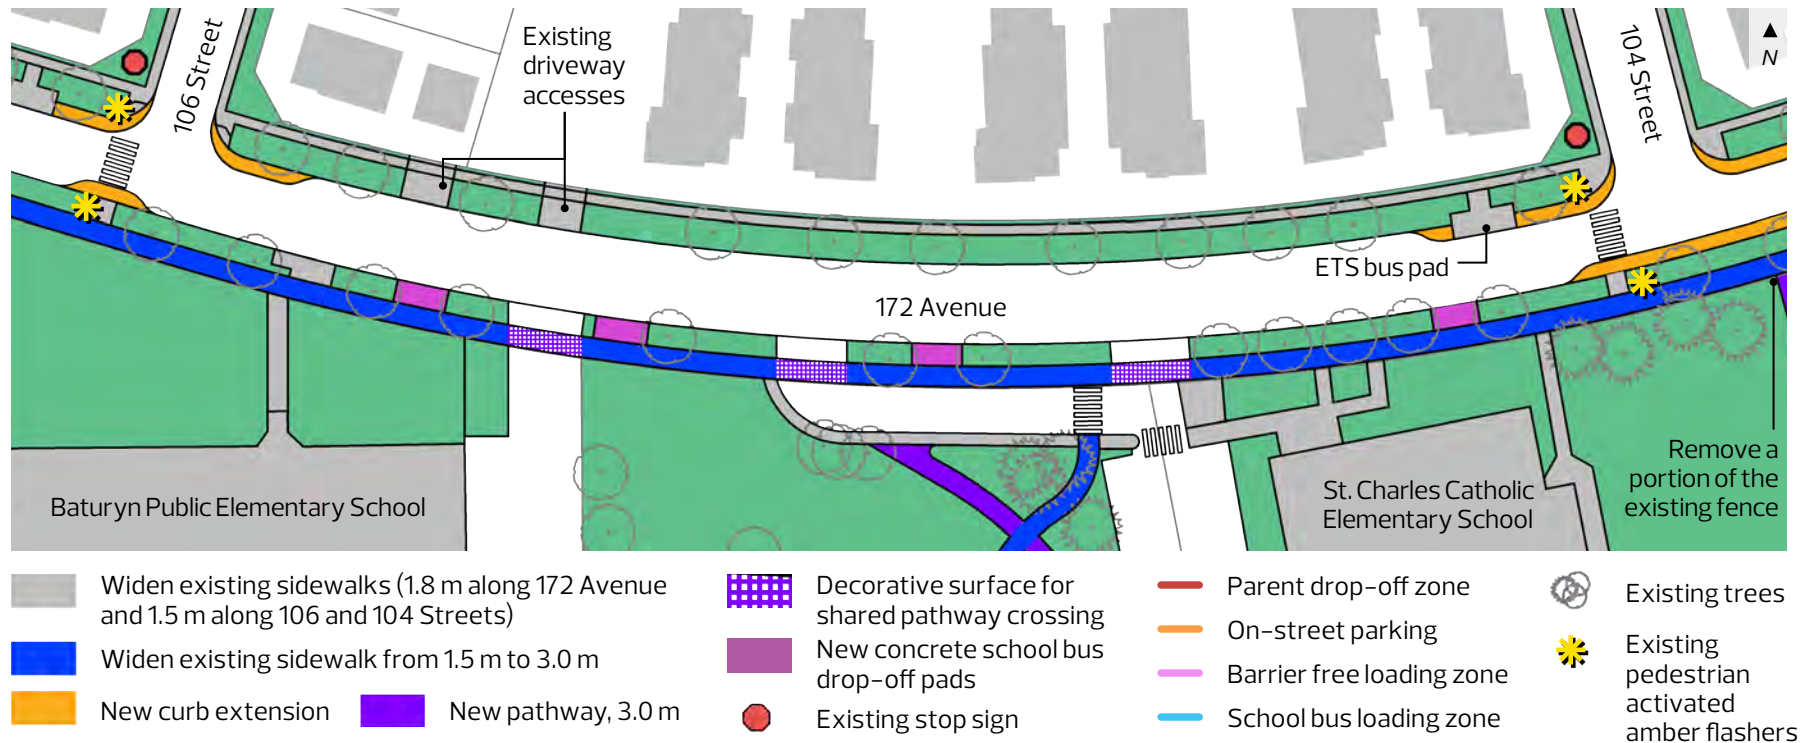 Existing
driveway
accesses
106 Street
104 Street
N
ETS bus pad
172 Avenue
Remove a
portion of the
existing fence
Baturyn Public Elementary School
St. Charles Catholic
Elementary School
Widen existing sidewalks (1.8 m along 172 Avenue
and 1.5 m along 106 and 104 Streets)
Widen existing sidewalk from 1.5 m to 3.0 m
New curb extension
New pathway, 3.0 m
Decorative surface for
shared pathway crossing
New concrete school bus
drop-off pads
Existing stop sign
Parent drop-off zone
On-street parking
Barrier free loading zone
School bus loading zone
Existing trees
Existing
pedestrian
activated
amber flashers